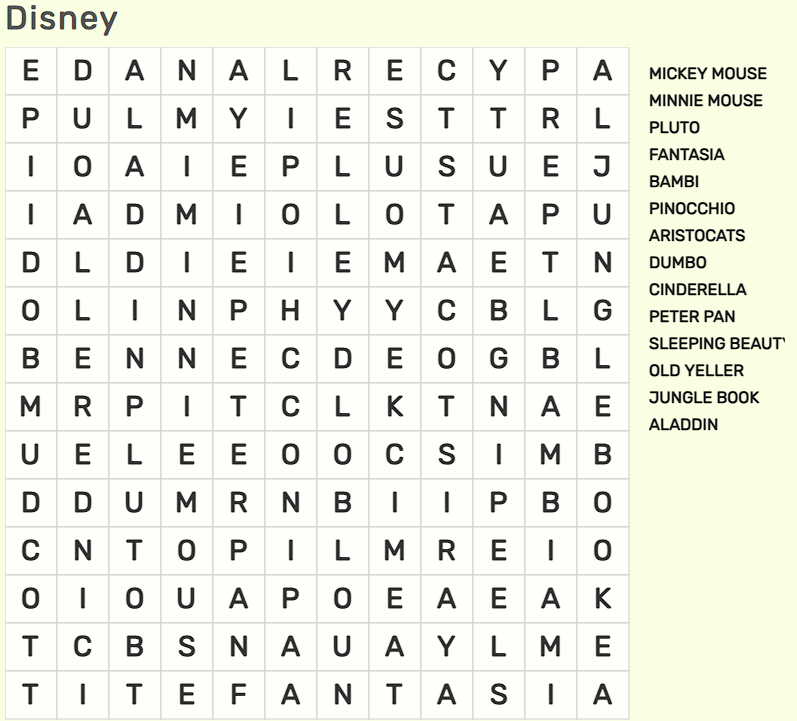 Disney
E D A N A L R E C Y P A
P U L M Y I E S T T R L
I O A I E P L U S U E J
I A D M I O L O T A P U
D L D I E I E M A E T N
O L I N P H Y Y C B L G
B E N N E C D E O G B L
M R P I T C L K T N A E
U E L E E O O C S I M B
D D U M R N B I I P B O
C N T O P I L M R E I O
O I O U A P O E A E A K
T C B S N A U A Y L M E
T I T E F A N T A S I A
MICKEY MOUSE
MINNIE MOUSE
PLUTO
FANTASIA
BAMBI
PINOCCHIO
ARISTOCATS
DUMBO
CINDERELLA
PETER PAN
SLEEPING BEAUT
OLD YELLER
JUNGLE BOOK
ALADDIN